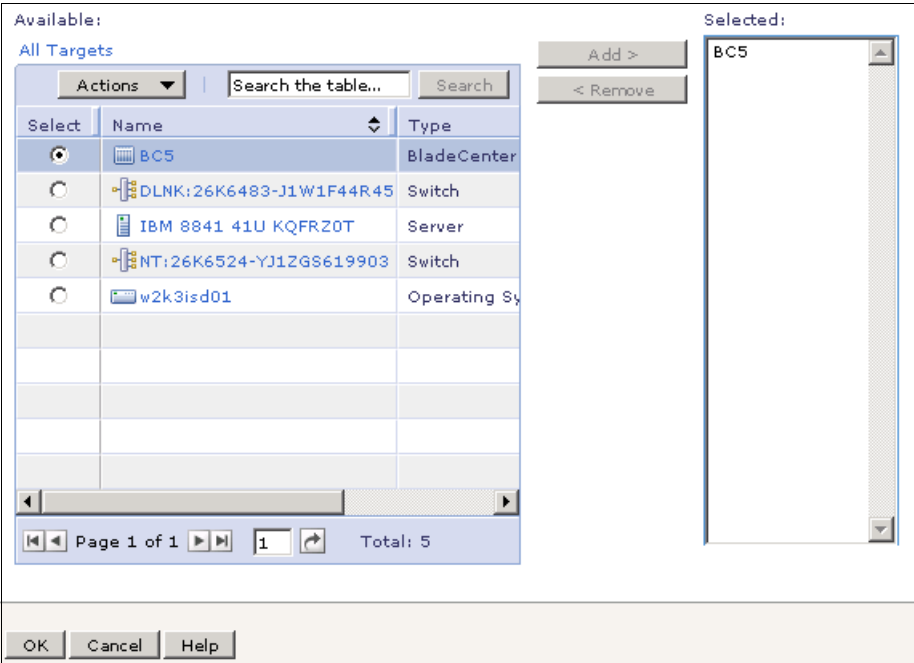 Available:
Selected:
All Targets
Add >
BC5
Actions
Search the table...
Search
< Remove
Select Name Type
BC5 BladeCenter
DLNK:26K6483-J1W1F44R45 Switch
IBM 8841 41U KQFRZ0T Server
NT:26K6524-YJ1ZGS619903 Switch
w2k3isd01 Operating Sy
Page 1 of 1 1 Total: 5
OK Cancel Help